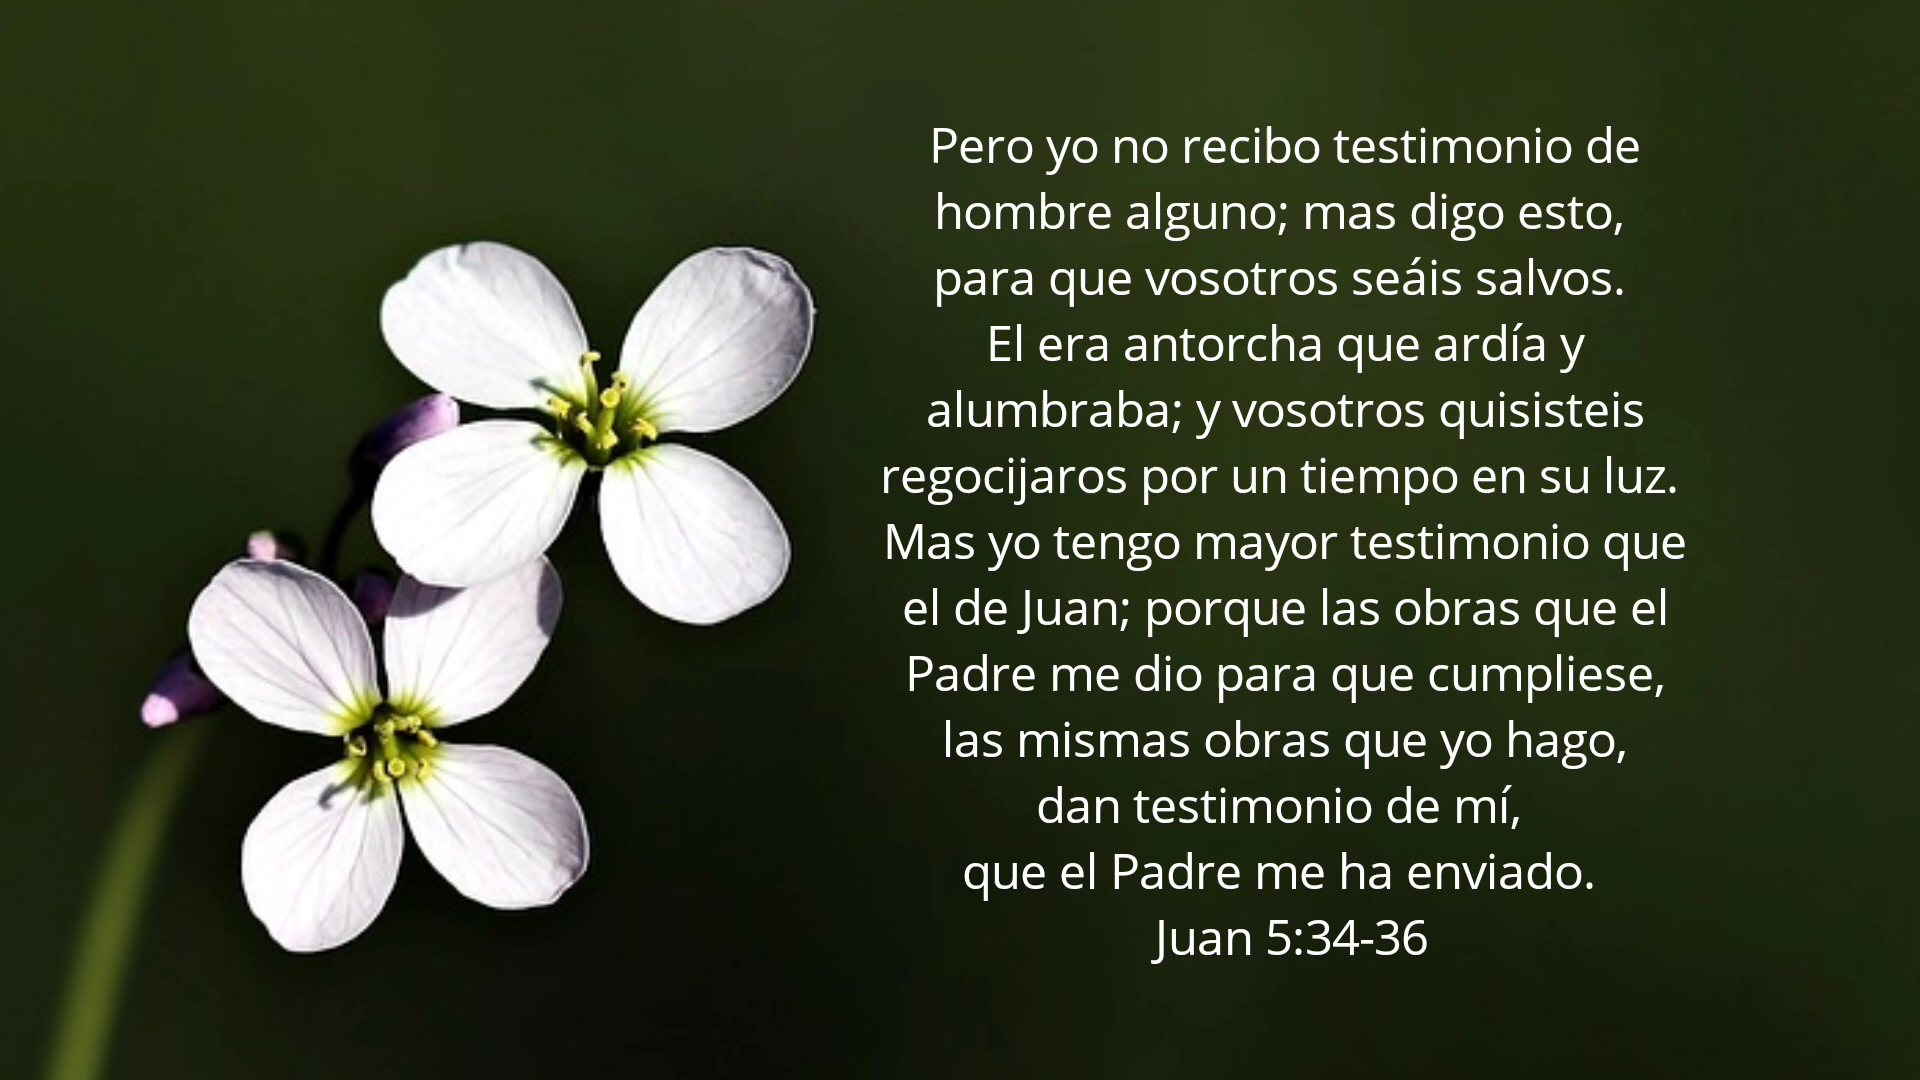 Pero yo no recibo testimonio de
hombre alguno; mas digo esto,
para que vosotros seáis salvos.
El era antorcha que ardía y
alumbraba; y vosotros quisisteis
regocijaros por un tiempo en su luz.
Mas yo tengo mayor testimonio que
el de Juan; porque las obras que el
Padre me dio para que cumpliese,
las mismas obras que yo hago,
dan testimonio de mí,
que el Padre me ha enviado.
Juan 5:34-36